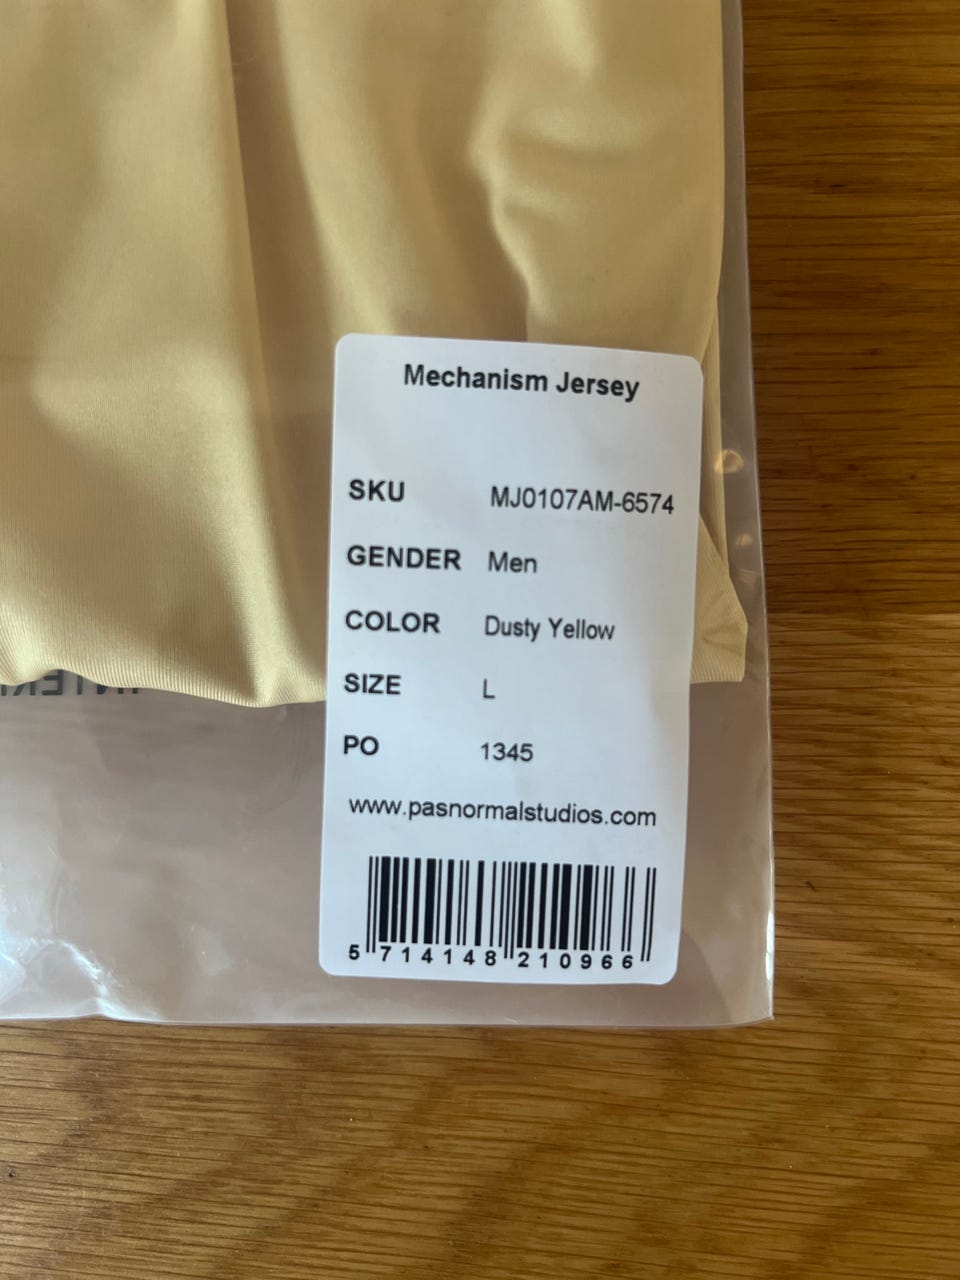 Mechanism Jersey
SKU MJ0107AM-6574
GENDER Men
COLOR Dusty Yellow
SIZE L
PO 1345
www.pasnormalstudios.com
5 714148 210966